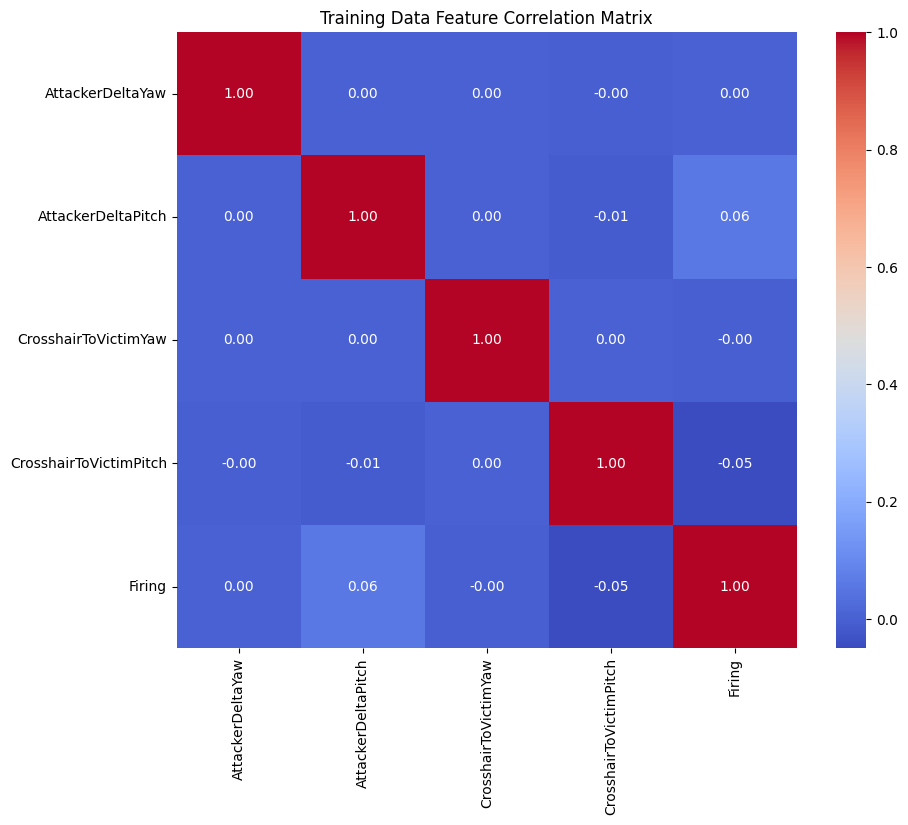 Training Data Feature Correlation Matrix
AttackerDeltaYaw 1.00 0.00 0.00 -0.00 0.00
AttackerDeltaPitch 0.00 1.00 0.00 -0.01 0.06
CrosshairToVictimYaw 0.00 0.00 1.00 0.00 -0.00
CrosshairToVictimPitch -0.00 -0.01 0.00 1.00 -0.05
Firing 0.00 0.06 -0.00 -0.05 1.00
AttackerDeltaYaw
AttackerDeltaPitch
CrosshairToVictimYaw
CrosshairToVictimPitch
Firing
1.0
0.8
0.6
0.4
0.2
0.0